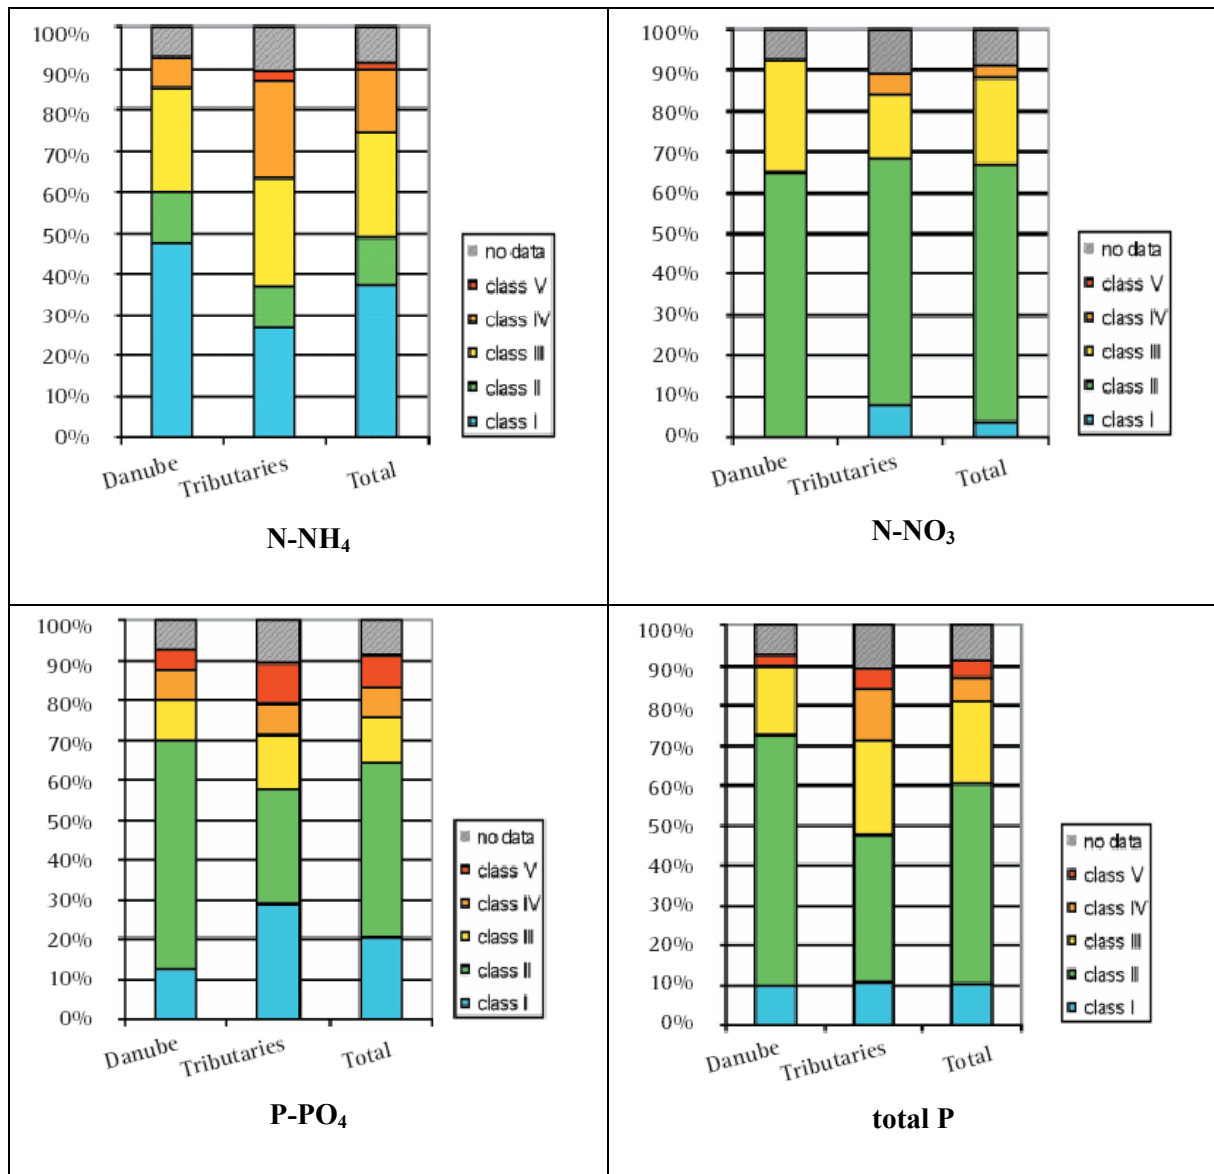 100%
90%
80%
70%
60%
50%
40%
30%
20%
10%
0%
Danube
Tributaries
Total
no data
class V
class IV
class III
class II
class I
N-NH₄
100%
90%
80%
70%
60%
50%
40%
30%
20%
10%
0%
Danube
Tributaries
Total
no data
class V
class IV
class III
class II
class I
N-NO₃
100%
90%
80%
70%
60%
50%
40%
30%
20%
10%
0%
Danube
Tributaries
Total
no data
class V
class IV
class III
class II
class I
P-PO₄
100%
90%
80%
70%
60%
50%
40%
30%
20%
10%
0%
Danube
Tributaries
Total
no data
class V
class IV
class III
class II
class I
total P